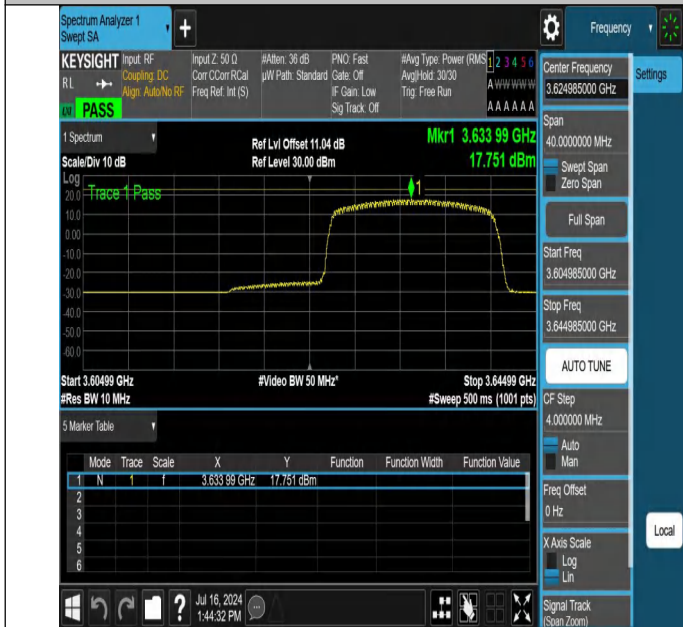 Spectrum Analyzer 1
Swept SA
Frequency
KEYSIGHT
RL
PASS
Input: RF
Coupling: DC
Align: Auto/No RF
Input Z: 50 Ω
Corr CCorr RCal
Freq Ref: Int (S)
#Atten: 36 dB
µW Path: Standard
PNO: Fast
Gate: Off
IF Gain: Low
Sig Track: Off
#Avg Type: Power (RMS
Avg|Hold: 30/30
Trig: Free Run
1 2 3 4 5 6
A W W W W W
A A A A A A
1 Spectrum
Scale/Div 10 dB
Ref Lvl Offset 11.04 dB
Ref Level 30.00 dBm
Mkr1 3.633 99 GHz
17.751 dBm
Log
Trace 1 Pass
1
20.0
10.0
0.00
-10.0
-20.0
-30.0
-40.0
-50.0
-60.0
Start 3.60499 GHz
#Res BW 10 MHz
#Video BW 50 MHz*
Stop 3.64499 GHz
#Sweep 500 ms (1001 pts)
5 Marker Table
Mode Trace Scale X Y Function Function Width Function Value
1 N 1 f 3.633 99 GHz 17.751 dBm
2
3
4
5
6
Jul 16, 2024
1:44:32 PM
Center Frequency
3.624985000 GHz
Settings
Span
40.0000000 MHz
Swept Span
Zero Span
Full Span
Start Freq
3.604985000 GHz
Stop Freq
3.644985000 GHz
AUTO TUNE
CF Step
4.000000 MHz
Auto
Man
Freq Offset
0 Hz
Local
X Axis Scale
Log
Lin
Signal Track
(Span Zoom)